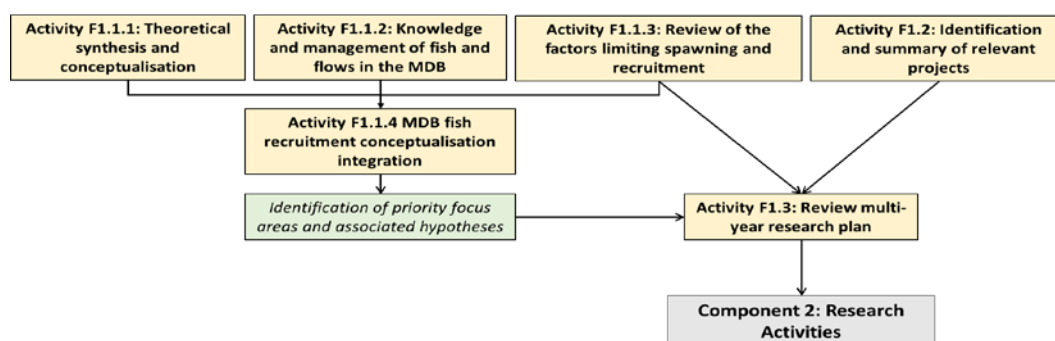 Activity F1.1.1: Theoretical
synthesis and
conceptualisation
Activity F1.1.2: Knowledge
and management of fish and
flows in the MDB
Activity F1.1.3: Review of the
factors limiting spawning and
recruitment
Activity F1.2: Identification
and summary of relevant
projects
Activity F1.1.4 MDB fish
recruitment conceptualisation
integration
Identification of priority focus
areas and associated hypotheses
Activity F1.3: Review multi-
year research plan
Component 2: Research
Activities